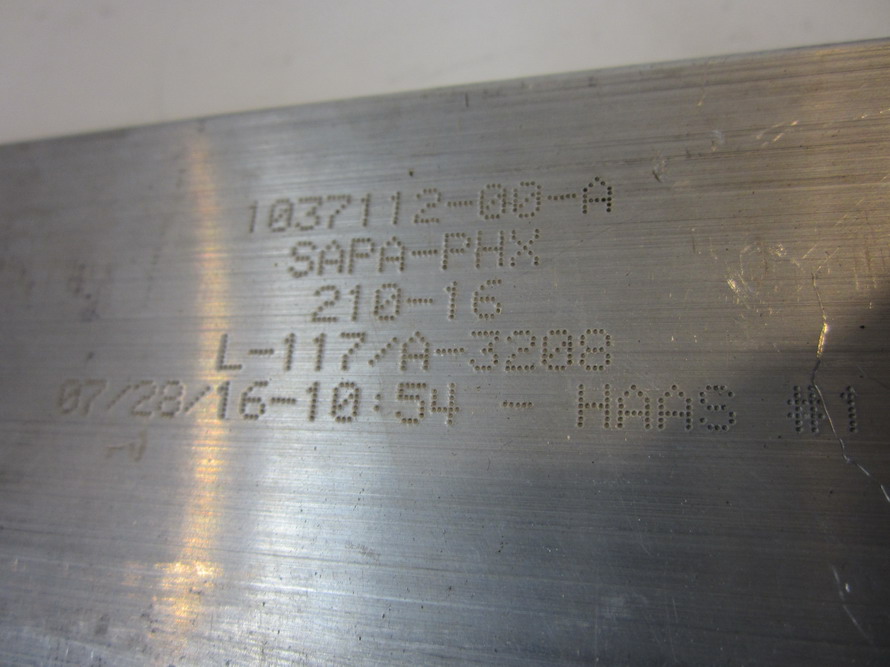 1037112-00-A
SAPA-PHX
210-16
L-117/A-3208
07/28/16-10:54 - HAAS #1